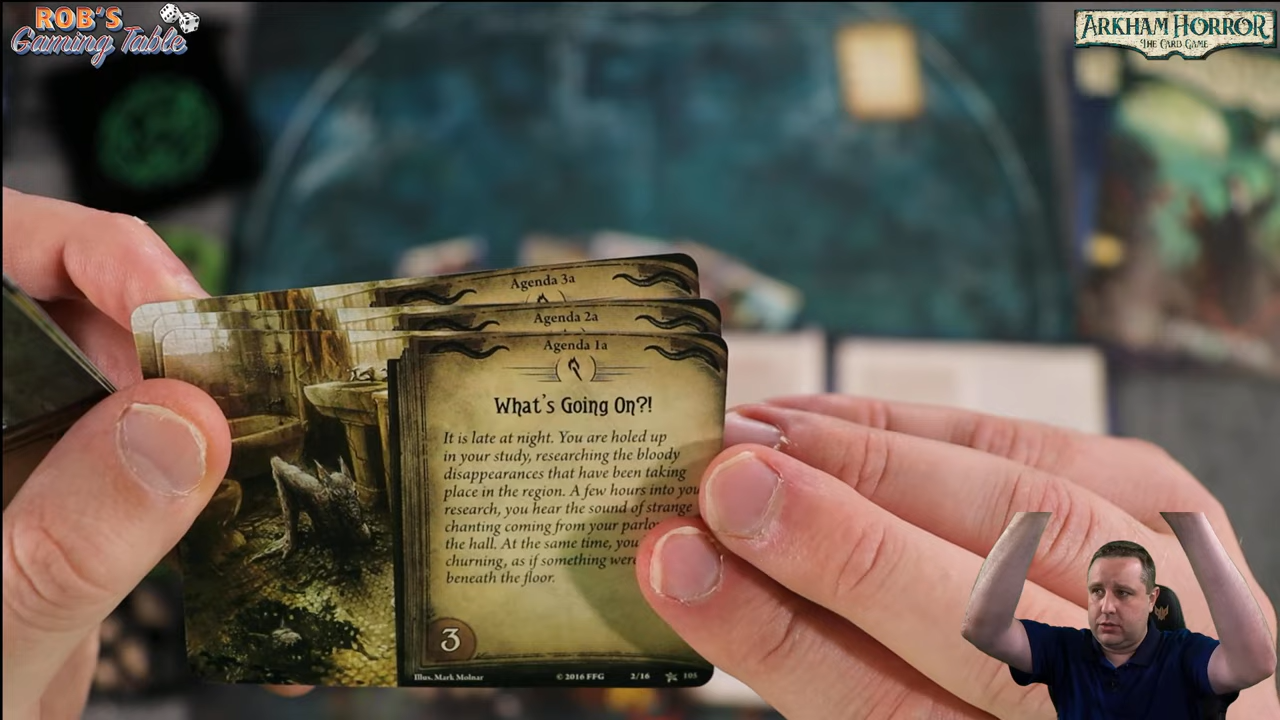 ROB'S
Gaming Table
ARKHAM HORROR
THE CARD GAME
Agenda 3a
Agenda 2a
Agenda 1a
What's Going On?!
It is late at night. You are holed up
in your study, researching the bloody
disappearances that have been taking
place in the region. A few hours into you
research, you hear the sound of strange
chanting coming from your parlo
the hall. At the same time, you
churning, as if something were
beneath the floor.
3
Illus. Mark Molnar
© 2016 FFG
2/16
105